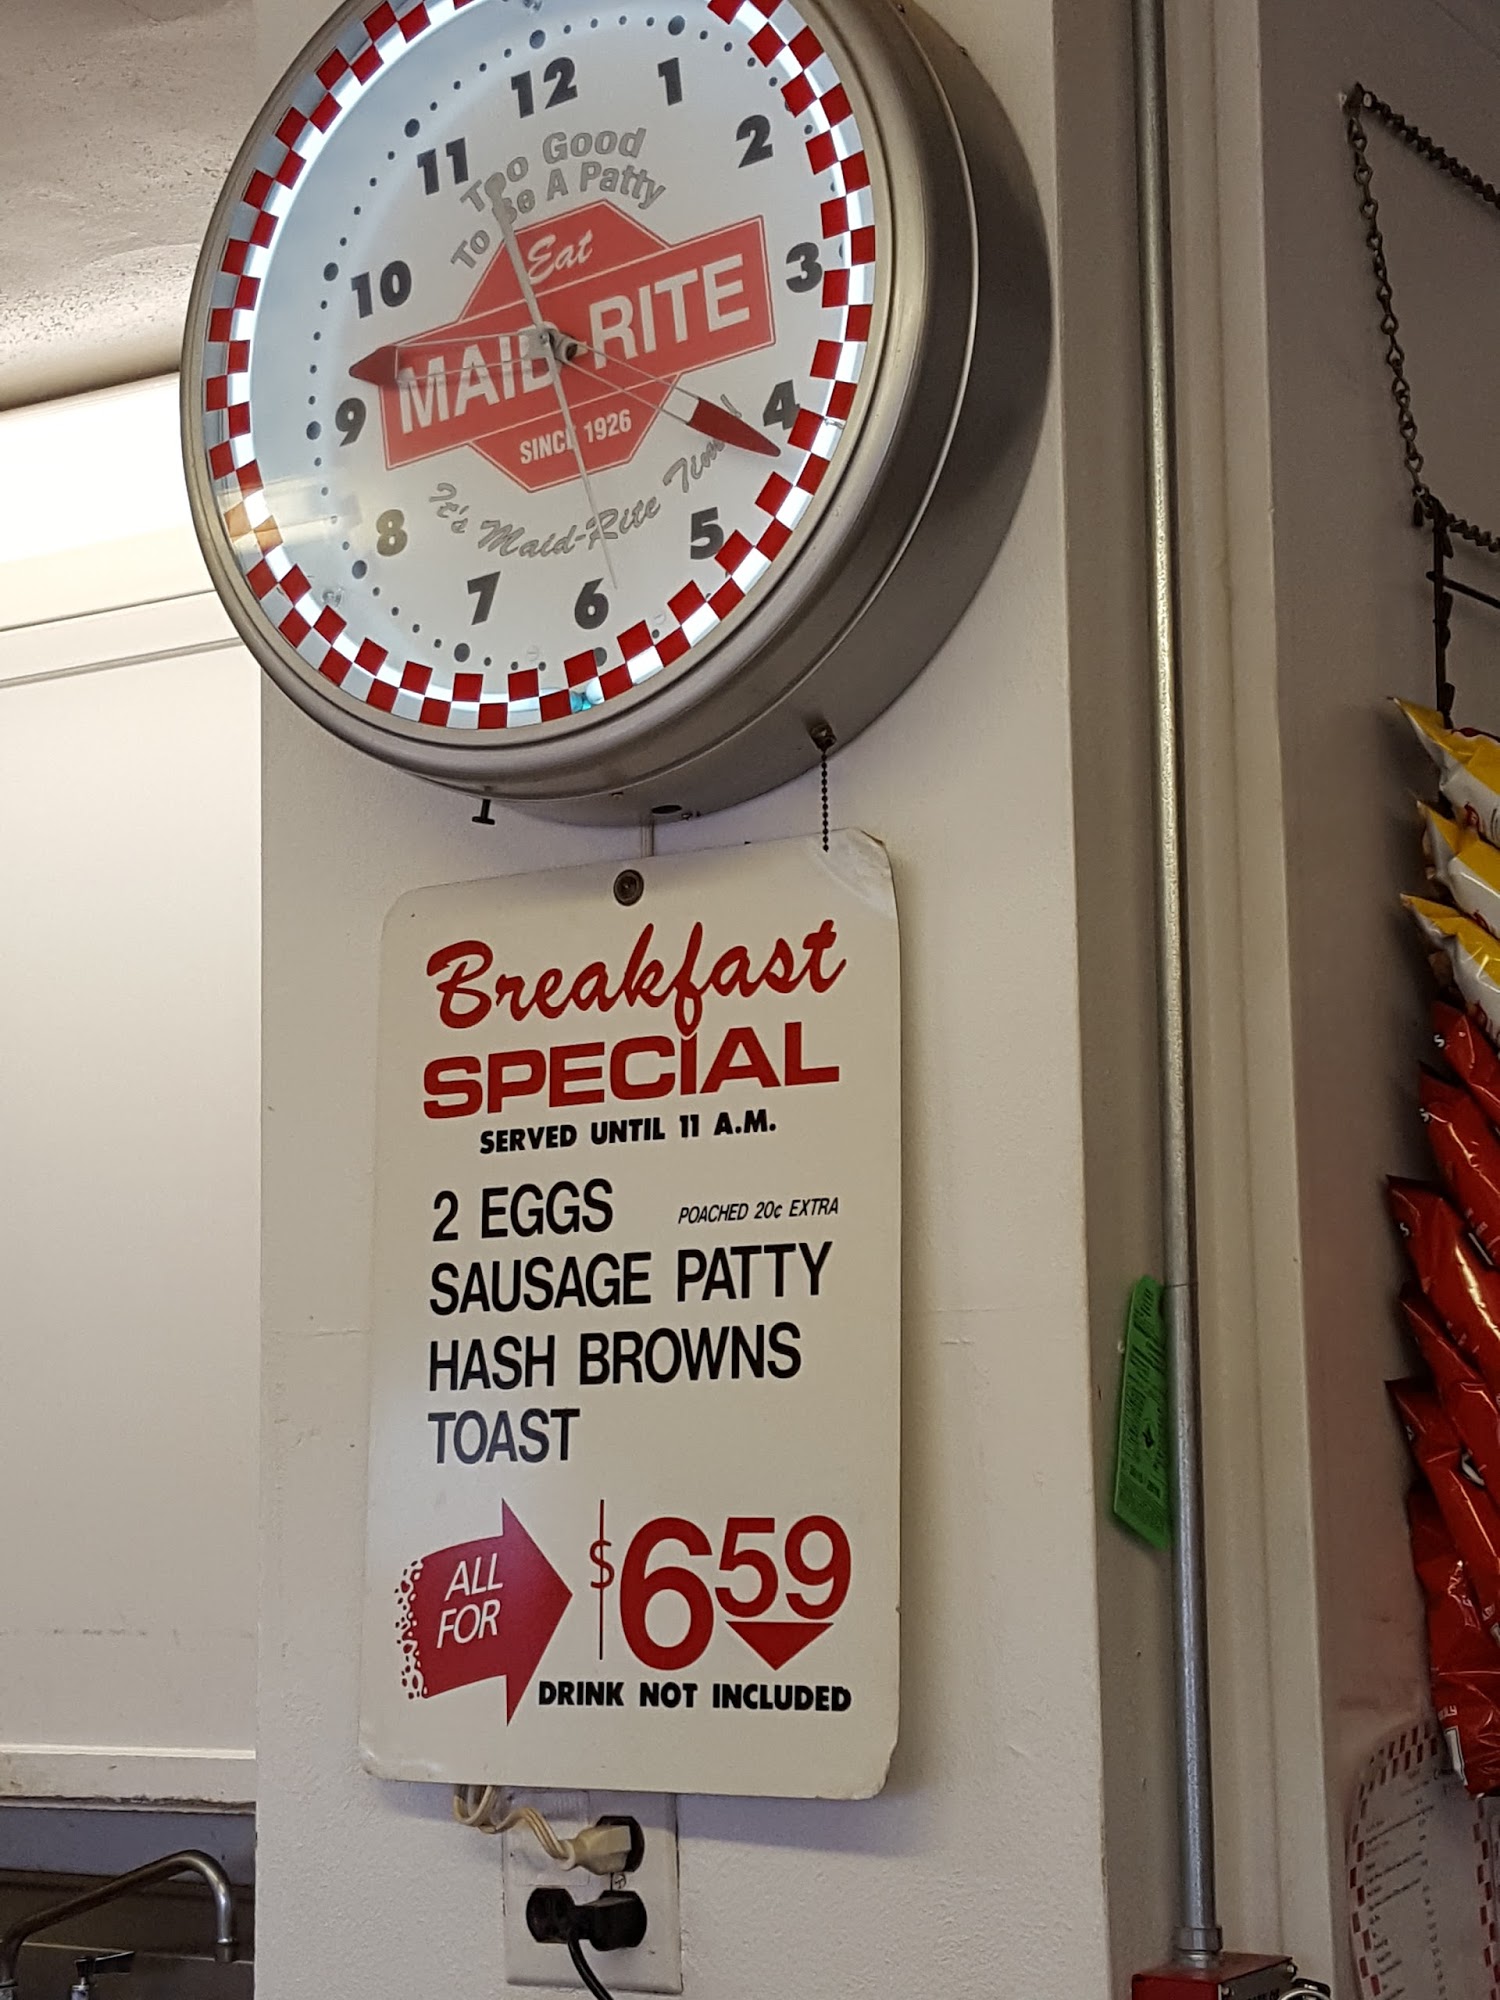 12
1
2
3
4
5
6
7
8
9
10
11
Too Good
To Be A Patty
Eat
MAID-RITE
SINCE 1926
It's Maid-Rite Time!
Breakfast
SPECIAL
SERVED UNTIL 11 A.M.
2 EGGS POACHED 20¢ EXTRA
SAUSAGE PATTY
HASH BROWNS
TOAST
ALL
FOR
$6 59
DRINK NOT INCLUDED